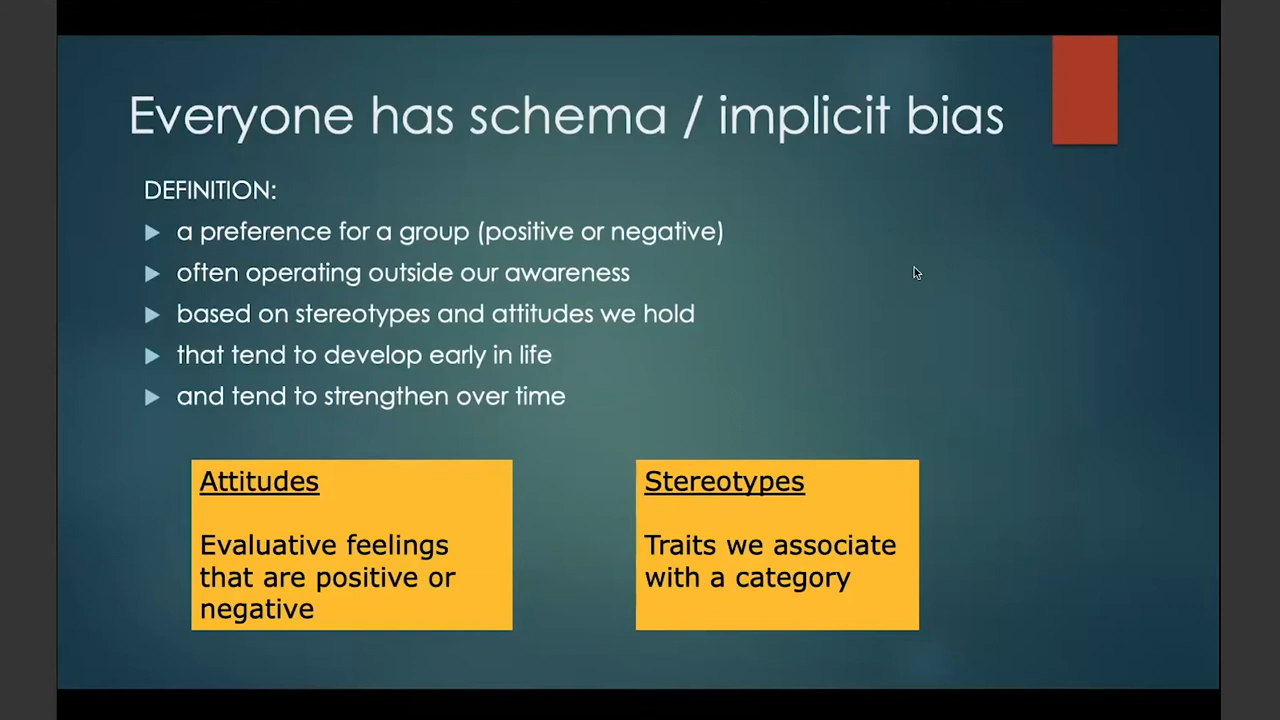 Everyone has schema / implicit bias
DEFINITION:
a preference for a group (positive or negative)
often operating outside our awareness
based on stereotypes and attitudes we hold
that tend to develop early in life
and tend to strengthen over time
Attitudes
Evaluative feelings
that are positive or
negative
Stereotypes
Traits we associate
with a category